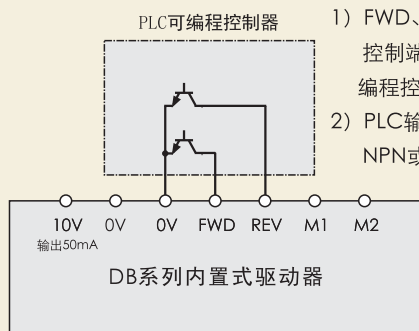 PLC可编程控制器
1) FWD、
控制端
编程控
2) PLC输
NPN或
10V 0V 0V FWD REV M1 M2
输出50mA
DB系列内置式驱动器